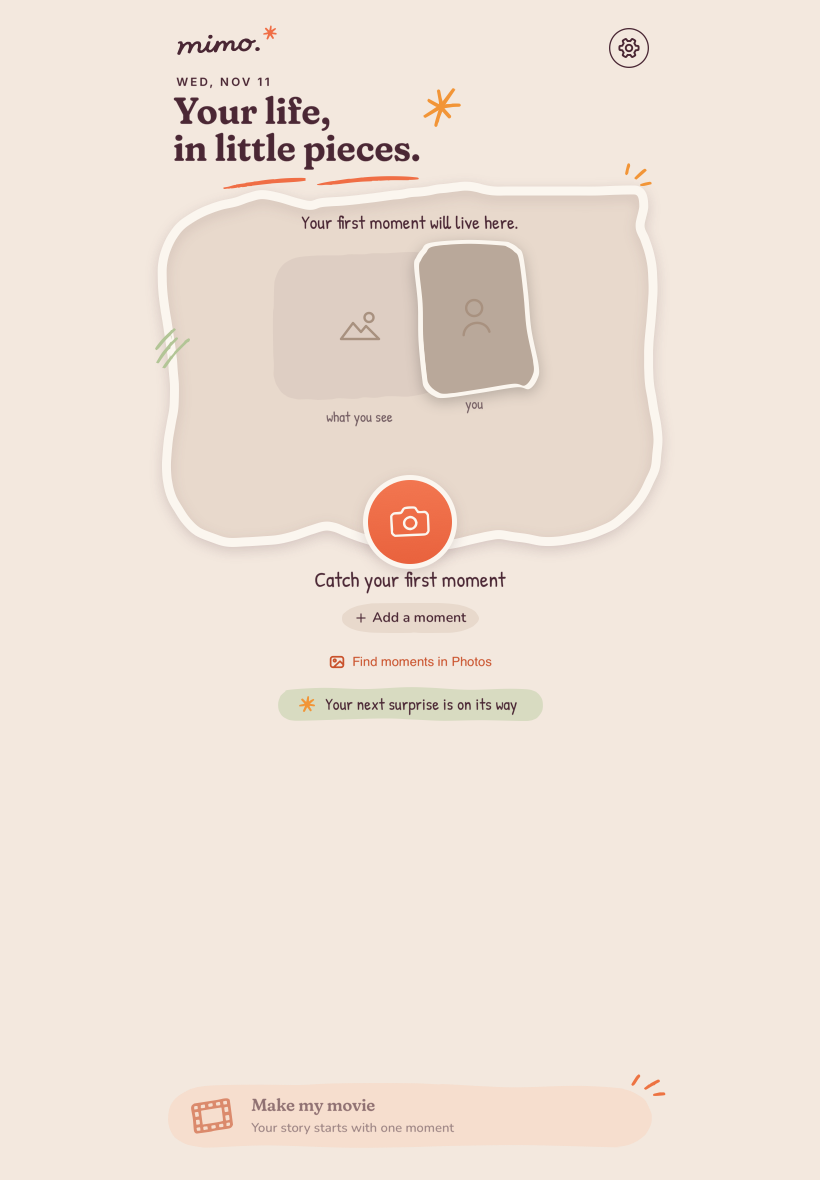 mimo.
WED, NOV 11
Your life,
in little pieces.
Your first moment will live here.
what you see
you
Catch your first moment
+ Add a moment
Find moments in Photos
Your next surprise is on its way
Make my movie
Your story starts with one moment